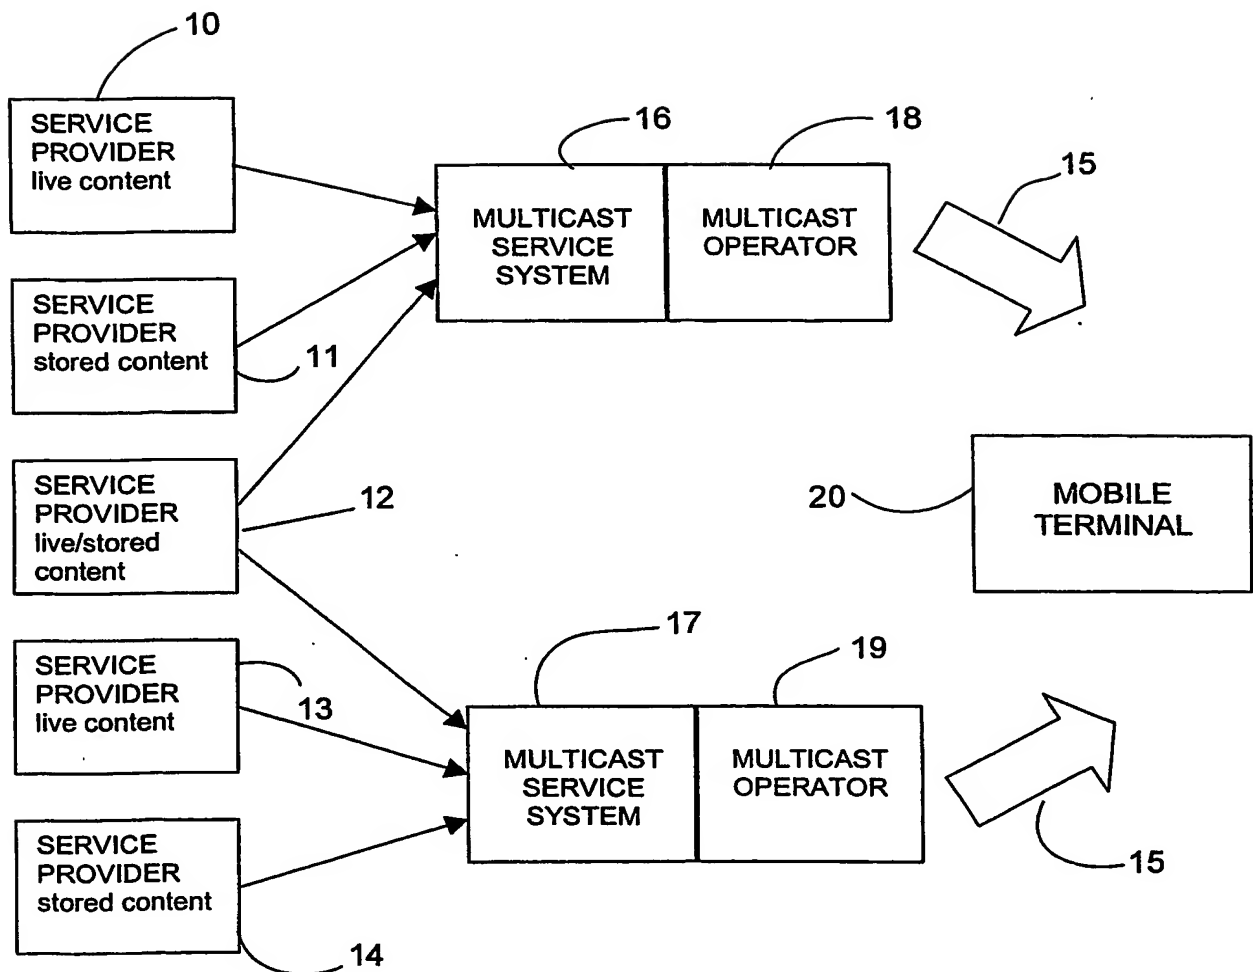 10
SERVICE
PROVIDER
live content
16
18
15
MULTICAST
SERVICE
SYSTEM
MULTICAST
OPERATOR
SERVICE
PROVIDER
stored content
11
SERVICE
PROVIDER
live/stored
content
12
20
MOBILE
TERMINAL
SERVICE
PROVIDER
live content
13
17
19
MULTICAST
SERVICE
SYSTEM
MULTICAST
OPERATOR
15
SERVICE
PROVIDER
stored content
14